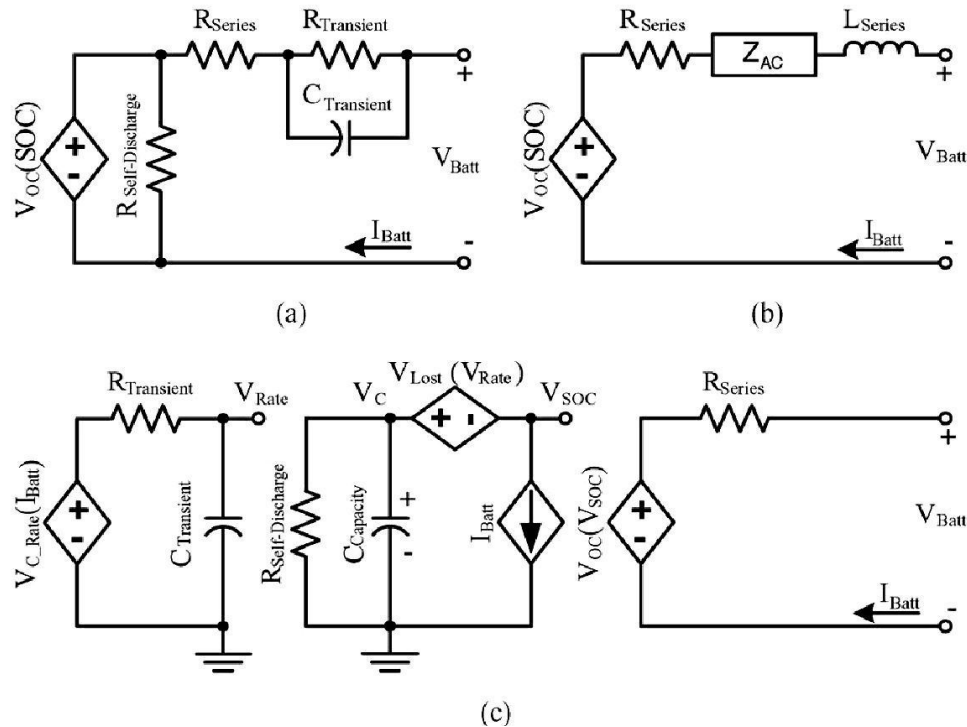 R_Series
R_Transient
C_Transient
+
V_OC(SOC)
+
-
R_Self-Discharge
V_Batt
I_Batt
-
(a)
R_Series
Z_AC
L_Series
+
V_OC(SOC)
+
-
V_Batt
I_Batt
-
(b)
R_Transient
V_Rate
V_C_Rate(I_Batt)
+
-
C_Transient
V_C
V_Lost(V_Rate)
+ -
V_SOC
R_Self-Discharge
C_Capacity
+
-
I_Batt
R_Series
+
V_OC(V_SOC)
+
-
V_Batt
I_Batt
-
(c)